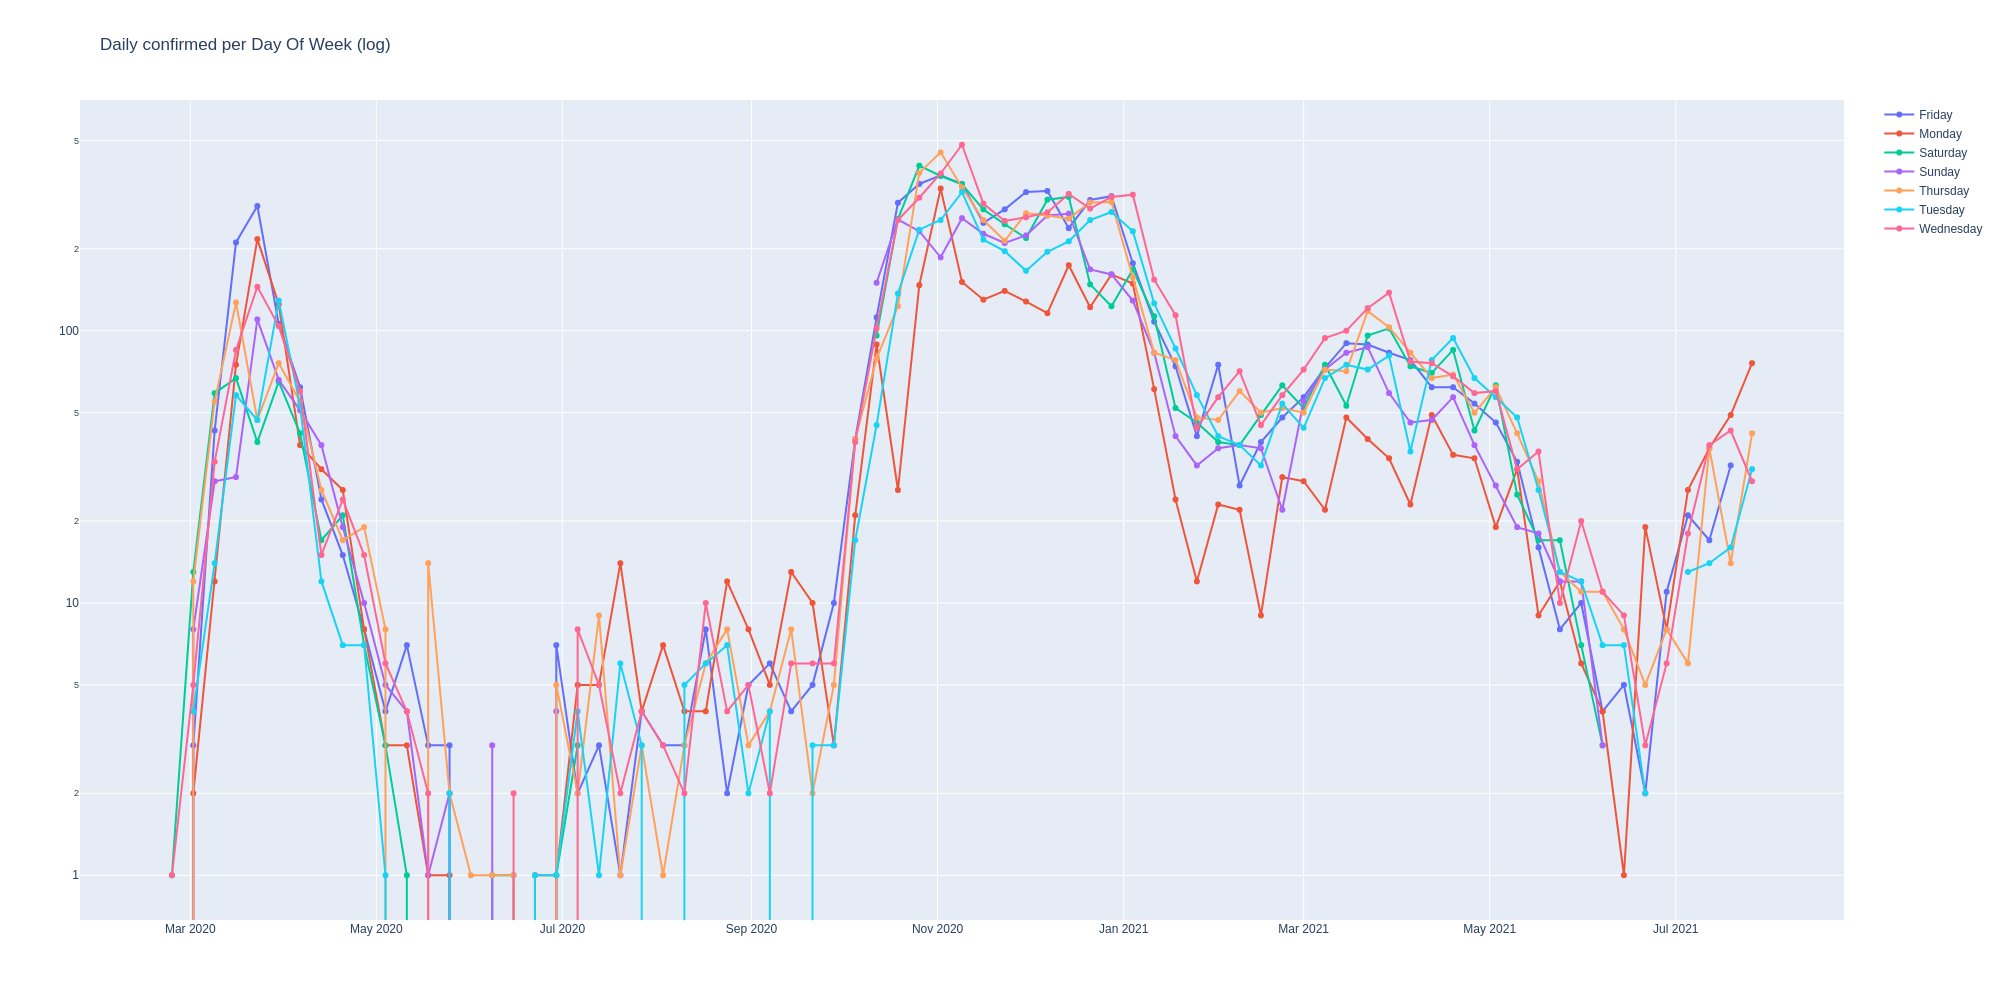 Daily confirmed per Day Of Week (log)
5
2
100
5
2
10
5
2
1
Mar 2020 May 2020 Jul 2020 Sep 2020 Nov 2020 Jan 2021 Mar 2021 May 2021 Jul 2021
Friday
Monday
Saturday
Sunday
Thursday
Tuesday
Wednesday